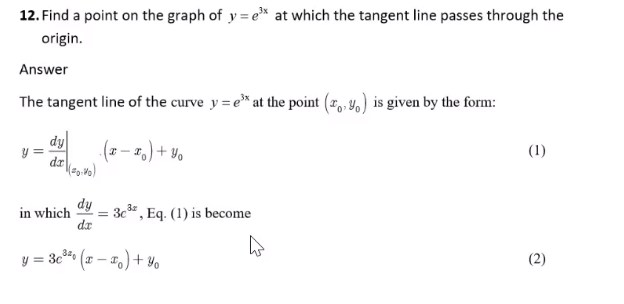 12. Find a point on the graph of y = e^{3x} at which the tangent line passes through the
origin.
Answer
The tangent line of the curve y = e^{3x} at the point (x_0, y_0) is given by the form:
y = \frac{dy}{dx}|_{(x_0, y_0)} . (x − x_0) + y_0 (1)
in which \frac{dy}{dx} = 3e^{3x}, Eq. (1) is become
y = 3e^{3x_0} (x − x_0) + y_0 (2)